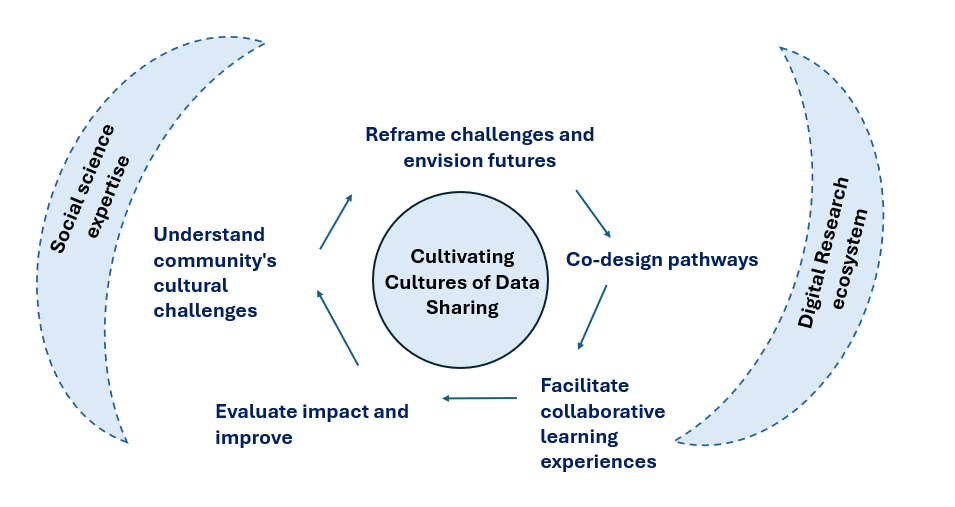 Social science
expertise
Reframe challenges and
envision futures
Understand
community's
cultural
challenges
Cultivating
Cultures of Data
Sharing
Co-design pathways
Digital Research
ecosystem
Evaluate impact and
improve
Facilitate
collaborative
learning
experiences